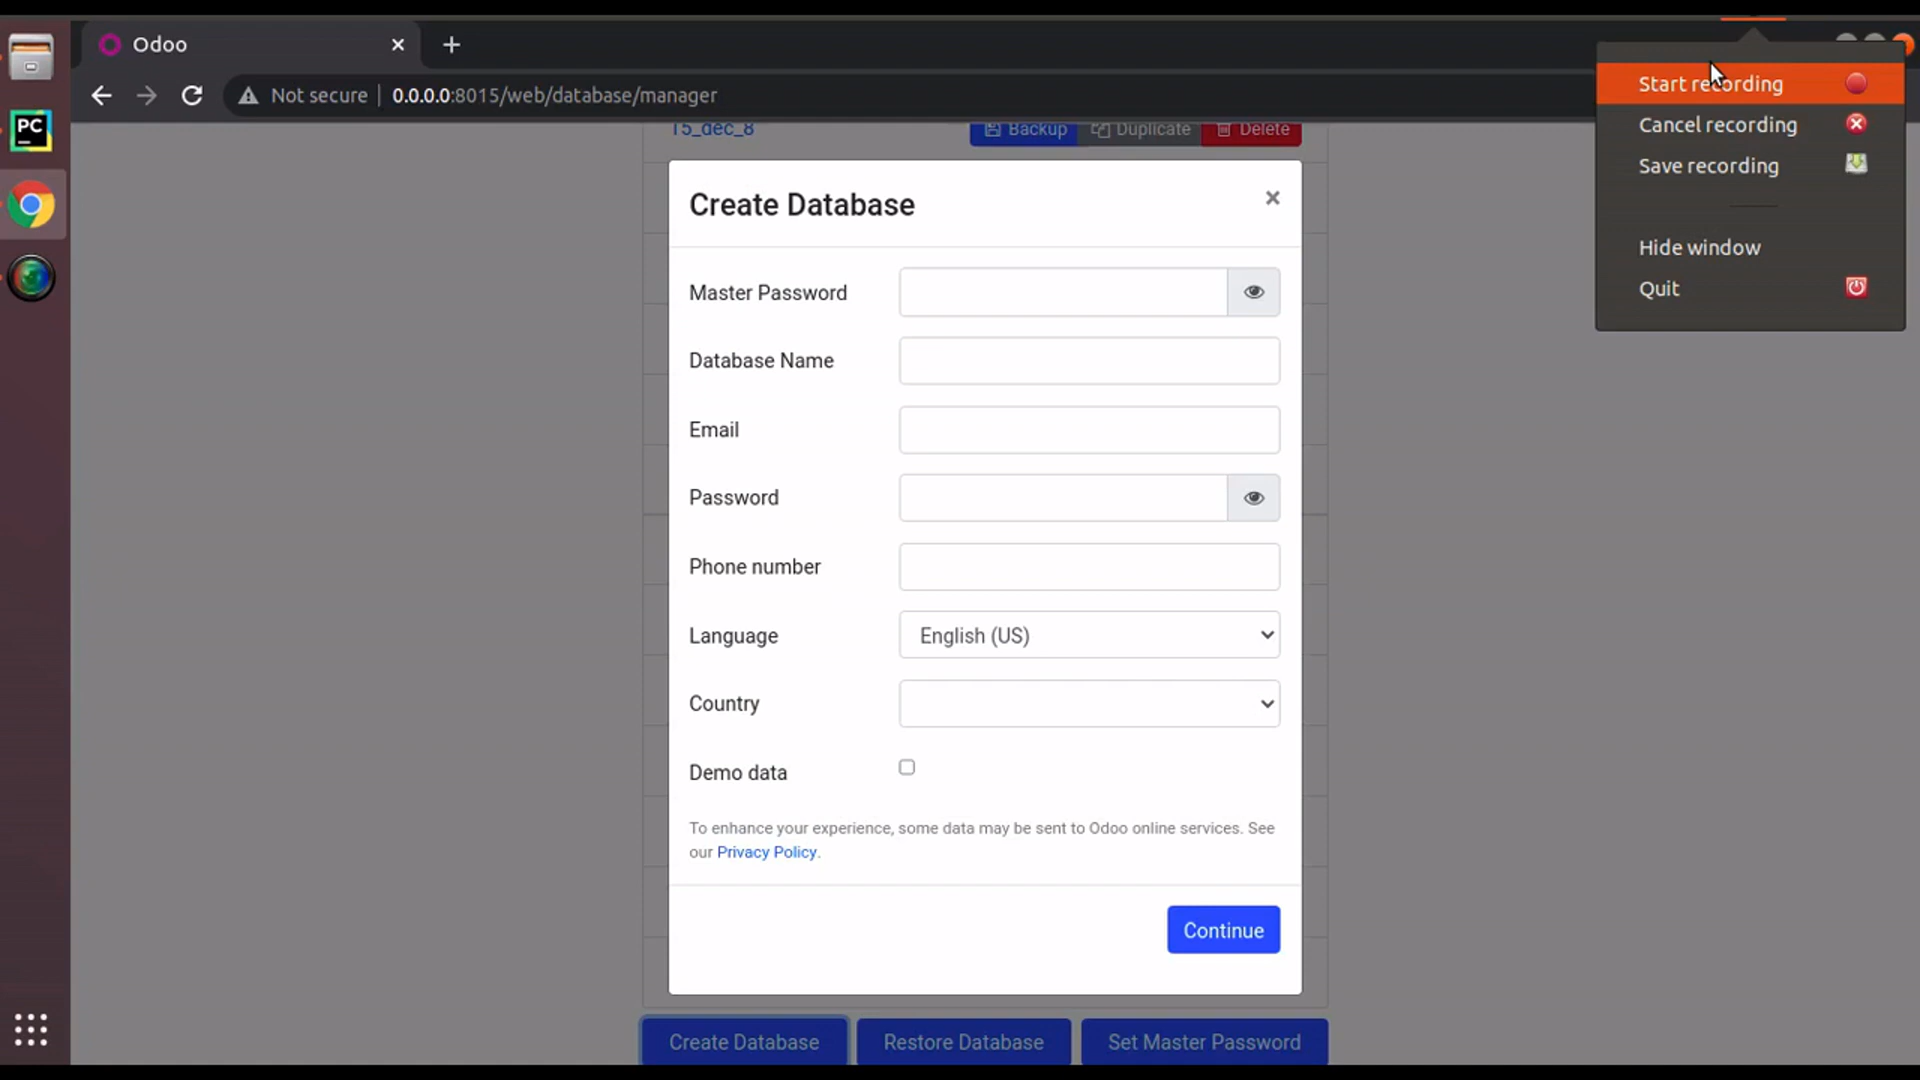 Odoo
Not secure
0.0.0.0:8015/web/database/manager
PC
Start recording
Cancel recording
Save recording
Hide window
Quit
15_dec_8
Backup
Duplicate
Delete
Create Database
Master Password
Database Name
Email
Password
Phone number
Language
English (US)
Country
Demo data
To enhance your experience, some data may be sent to Odoo online services. See
our Privacy Policy.
Continue
Create Database
Restore Database
Set Master Password